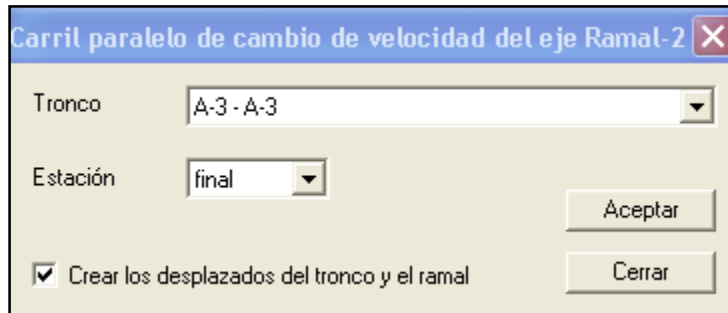 Carril paralelo de cambio de velocidad del eje Ramal-2
Tronco A-3 - A-3
Estación final
Aceptar
Crear los desplazados del tronco y el ramal Cerrar